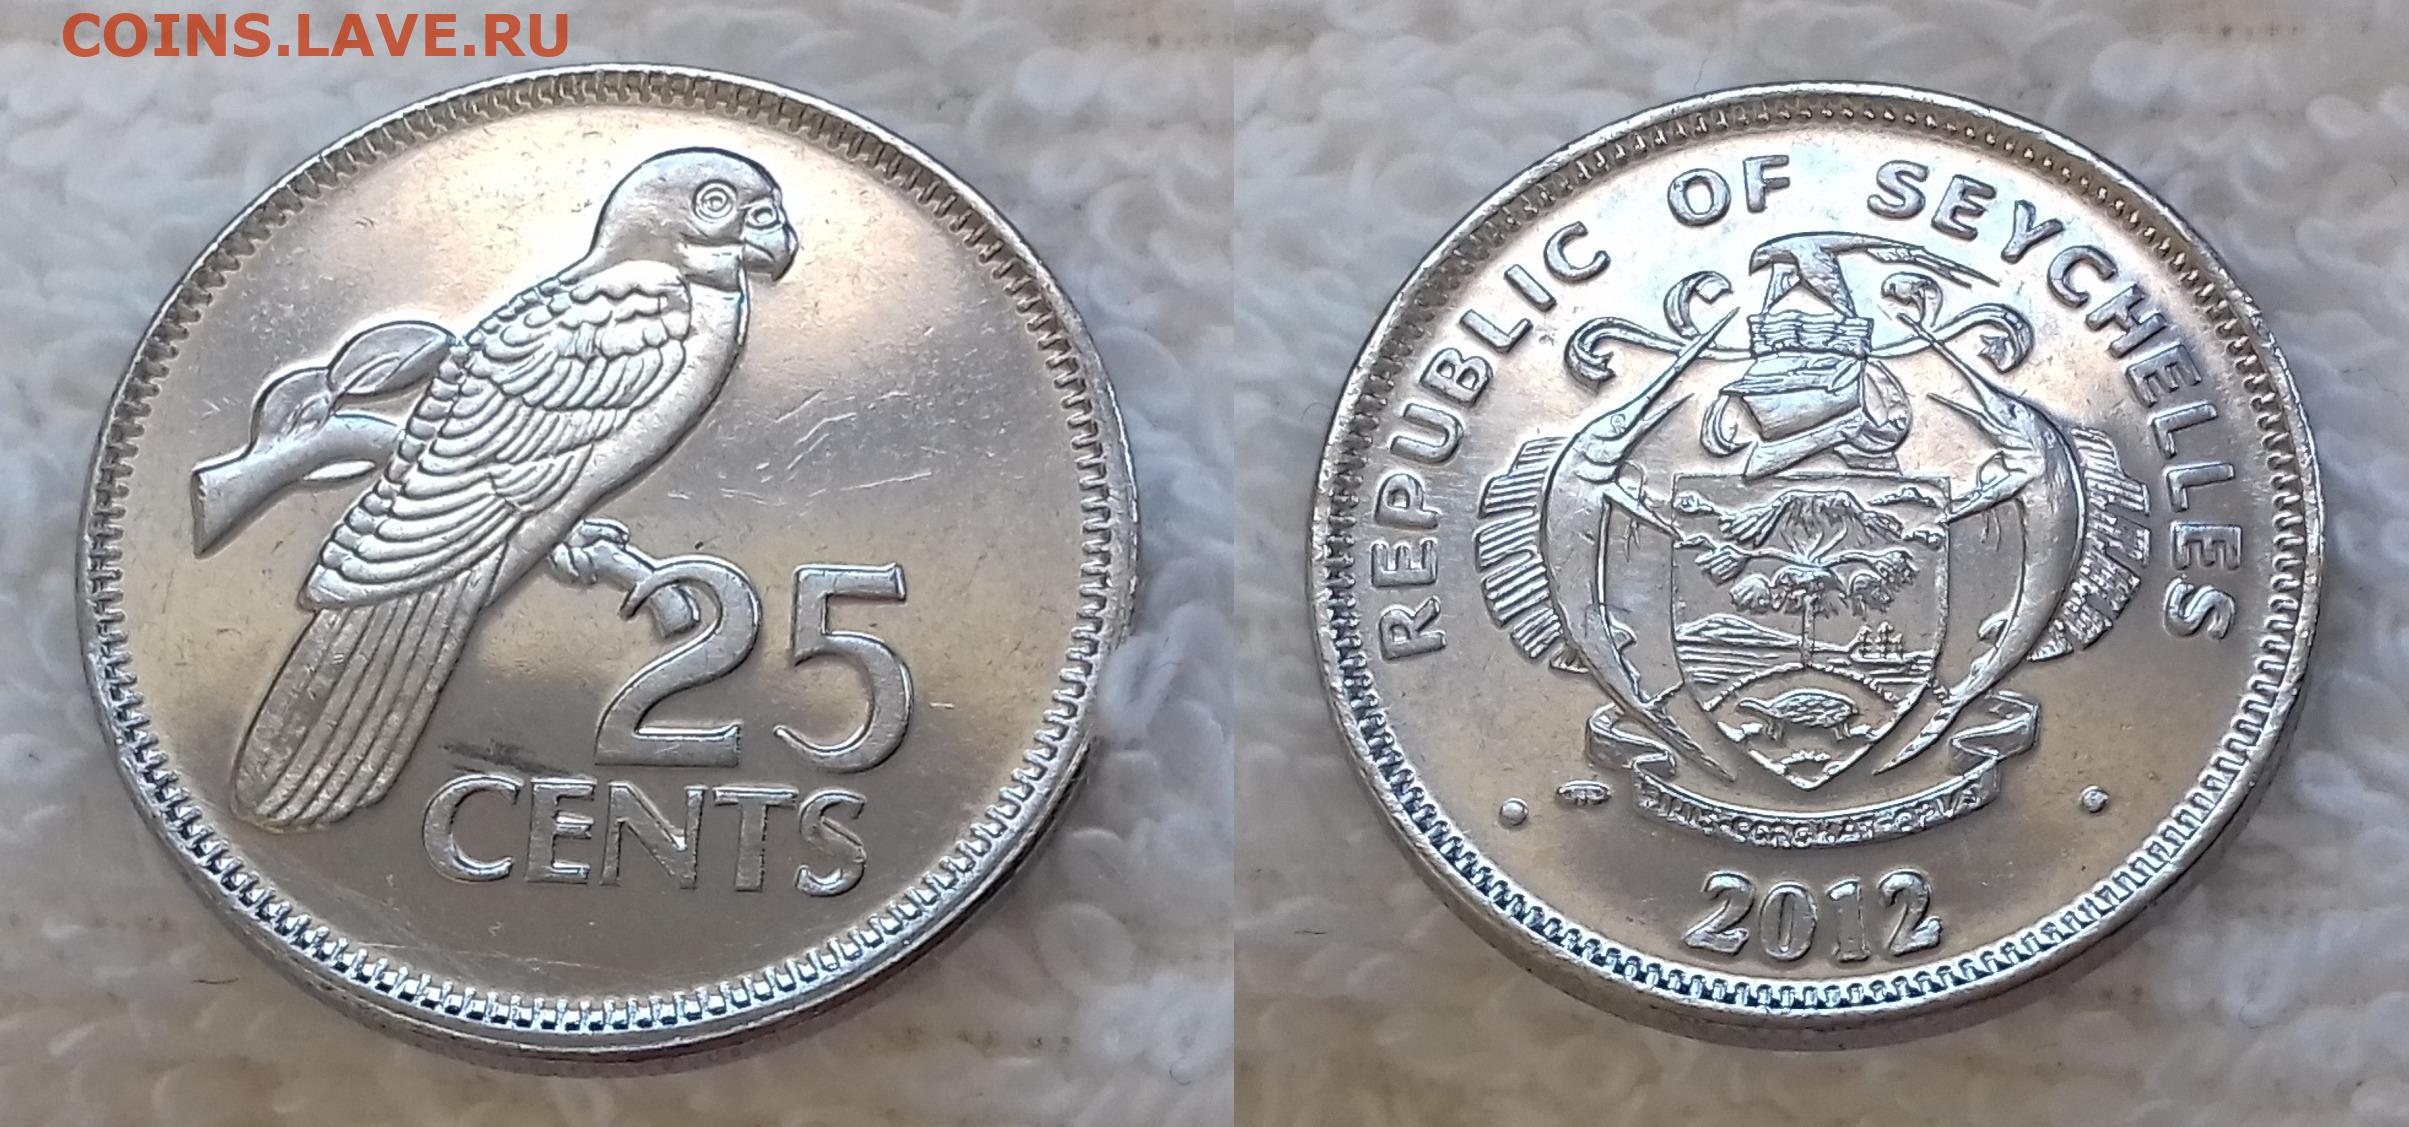 COINS.LAVE.RU
25
CENTS
REPUBLIC OF SEYCHELLES
2012